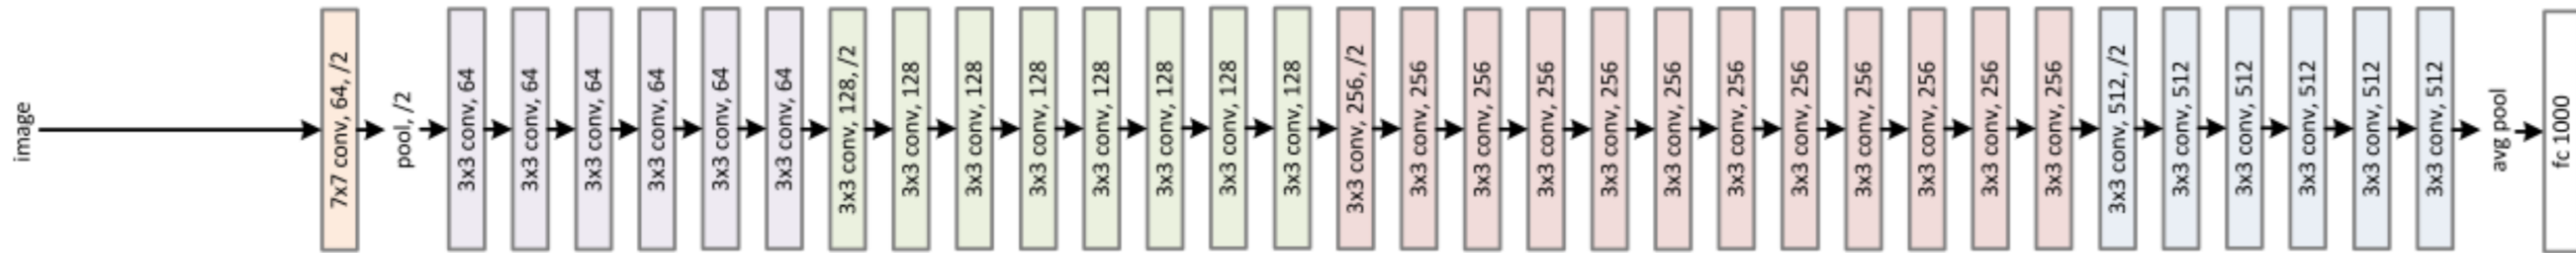 image
7x7 conv, 64, /2
pool, /2
3x3 conv, 64
3x3 conv, 64
3x3 conv, 64
3x3 conv, 64
3x3 conv, 64
3x3 conv, 64
3x3 conv, 128, /2
3x3 conv, 128
3x3 conv, 128
3x3 conv, 128
3x3 conv, 128
3x3 conv, 128
3x3 conv, 128
3x3 conv, 128
3x3 conv, 256, /2
3x3 conv, 256
3x3 conv, 256
3x3 conv, 256
3x3 conv, 256
3x3 conv, 256
3x3 conv, 256
3x3 conv, 256
3x3 conv, 256
3x3 conv, 256
3x3 conv, 256
3x3 conv, 256
3x3 conv, 512, /2
3x3 conv, 512
3x3 conv, 512
3x3 conv, 512
3x3 conv, 512
3x3 conv, 512
avg pool
fc 1000